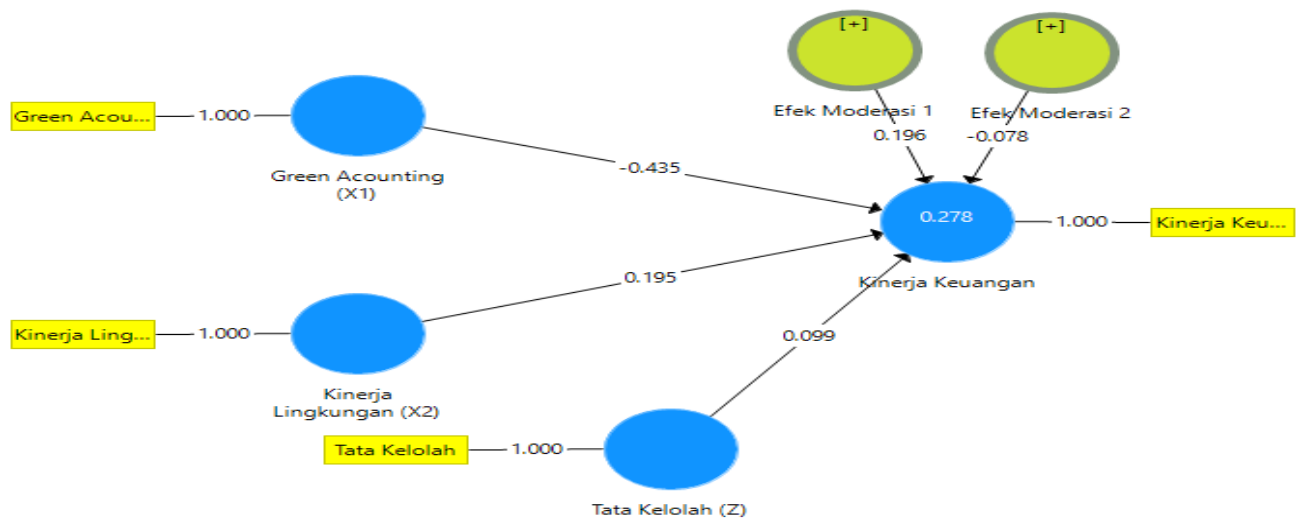 [+]
[+]
Efek Moderasi 1
Efek Moderasi 2
0.196
-0.078
Green Acou...
1.000
Green Acounting
(X1)
-0.435
0.278
1.000
Kinerja Keu...
Kinerja Keuangan
0.195
Kinerja Ling...
1.000
Kinerja
Lingkungan (X2)
0.099
Tata Kelolah
1.000
Tata Kelolah (Z)